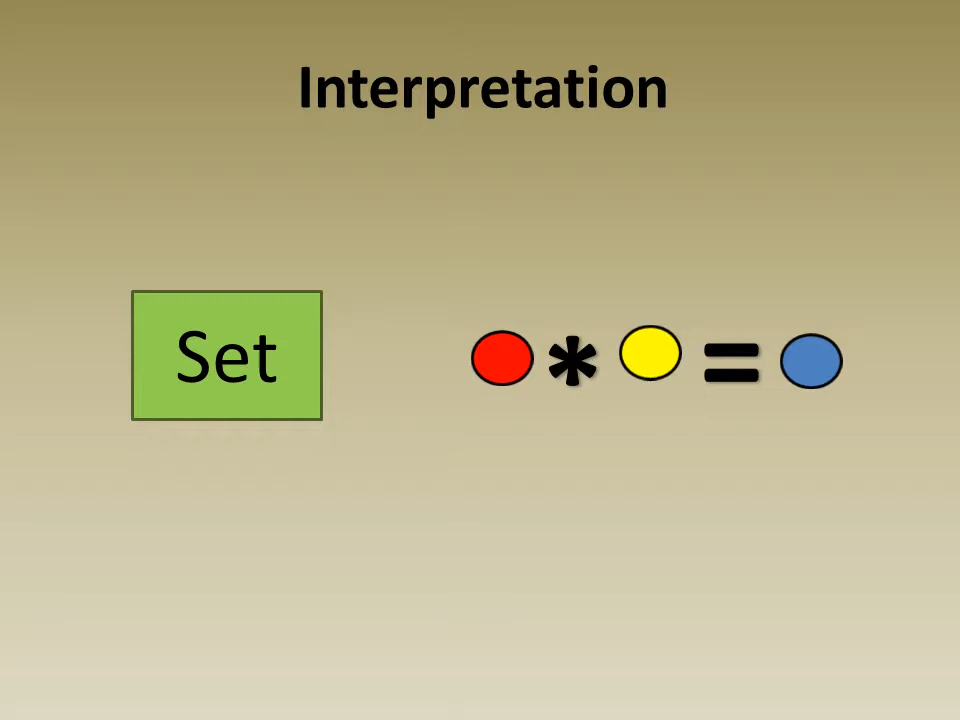 Interpretation
Set
* =